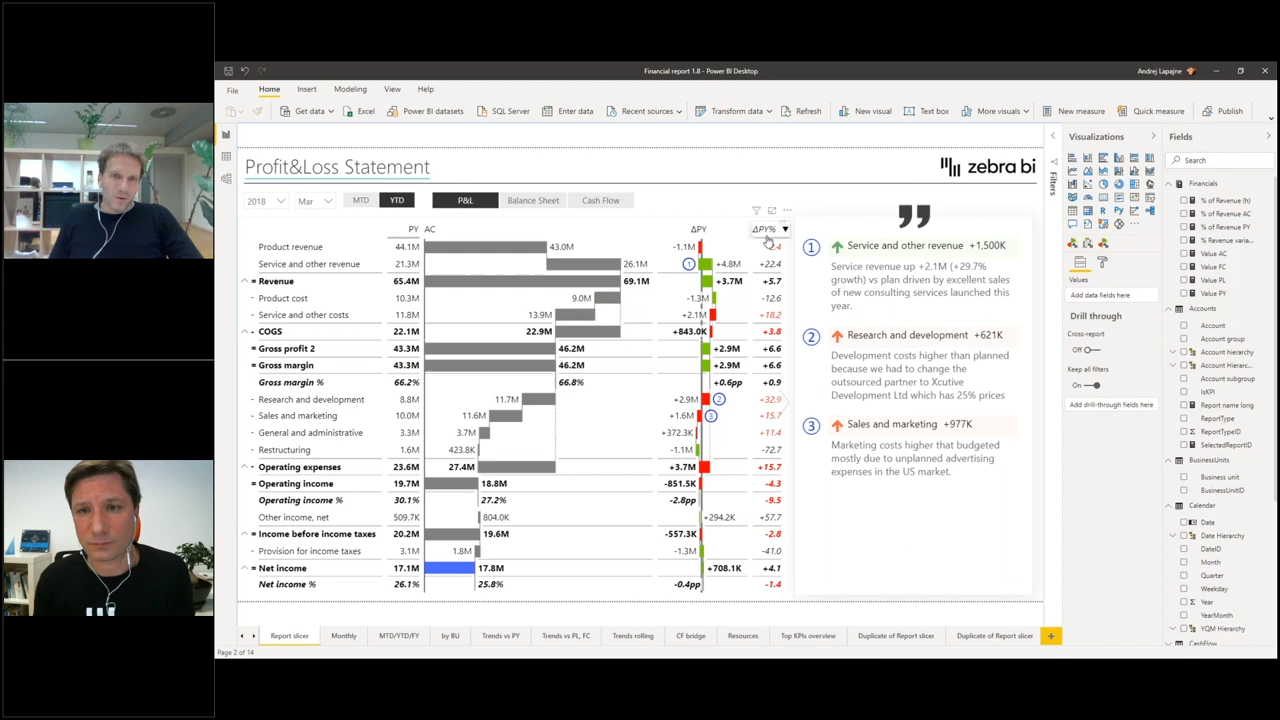 Financial report 1.8 - Power BI Desktop
Andrej Lapajne
File Home Insert Modeling View Help
Get data Excel Power BI datasets SQL Server Enter data Recent sources Transform data Refresh New visual Text box More visuals New measure Quick measure Publish
Profit&Loss Statement
zebra bi
2018 Mar MTD YTD P&L Balance Sheet Cash Flow
PY AC ΔPY ΔPY%
Product revenue 44.1M 43.0M -1.1M
Service and other revenue 21.3M 26.1M 1 +4.8M +22.4
= Revenue 65.4M 69.1M +3.7M +5.7
- Product cost 10.3M 9.0M -1.3M -12.6
- Service and other costs 11.8M 13.9M +2.1M +18.2
- COGS 22.1M 22.9M +843.0K +3.8
= Gross profit 2 43.3M 46.2M +2.9M +6.6
= Gross margin 43.3M 46.2M +2.9M +6.6
Gross margin % 66.2% 66.8% +0.6pp +0.9
- Research and development 8.8M 11.7M +2.9M 2 +32.9
- Sales and marketing 10.0M 11.6M +1.6M 3 +15.7
- General and administrative 3.3M 3.7M +372.3K +11.4
- Restructuring 1.6M 423.8K -1.1M -72.7
- Operating expenses 23.6M 27.4M +3.7M +15.7
= Operating income 19.7M 18.8M -851.5K -4.3
Operating income % 30.1% 27.2% -2.8pp -9.5
Other income, net 509.7K 804.0K +294.2K +57.7
= Income before income taxes 20.2M 19.6M -557.3K -2.8
- Provision for income taxes 3.1M 1.8M -1.3M -41.0
= Net income 17.1M 17.8M +708.1K +4.1
Net income % 26.1% 25.8% -0.4pp -1.4
1 Service and other revenue +1,500K
Service revenue up +2.1M (+29.7%
growth) vs plan driven by excellent sales
of new consulting services launched this
year.
2 Research and development +621K
Development costs higher than planned
because we had to change the
outsourced partner to Xcutive
Development Ltd which has 25% prices
3 Sales and marketing +977K
Marketing costs higher that budgeted
mostly due to unplanned advertising
expenses in the US market.
Filters
Visualizations
Values
Add data fields here
Drill through
Cross-report
Off
Keep all filters
On
Add drill-through fields here
Fields
Search
Financials
% of Revenue (h)
% of Revenue AC
% of Revenue PY
% Revenue varia...
Value AC
Value FC
Value PL
Value PY
Accounts
Account
Account group
Account hierarchy
Account Hierarc...
Account subgroup
IsKPI
Report name long
ReportType
ReportTypeID
SelectedReportID
BusinessUnits
Business unit
BusinessUnitID
Calendar
Date
Date Hierarchy
DateID
Month
Quarter
Weekday
Year
YearMonth
YQM Hierarchy
CashFlow
Report slicer Monthly MTD/YTD/FY by BU Trends vs PY Trends vs PL, FC Trends rolling CF bridge Resources Top KPIs overview Duplicate of Report slicer Duplicate of Report slicer
Page 2 of 14